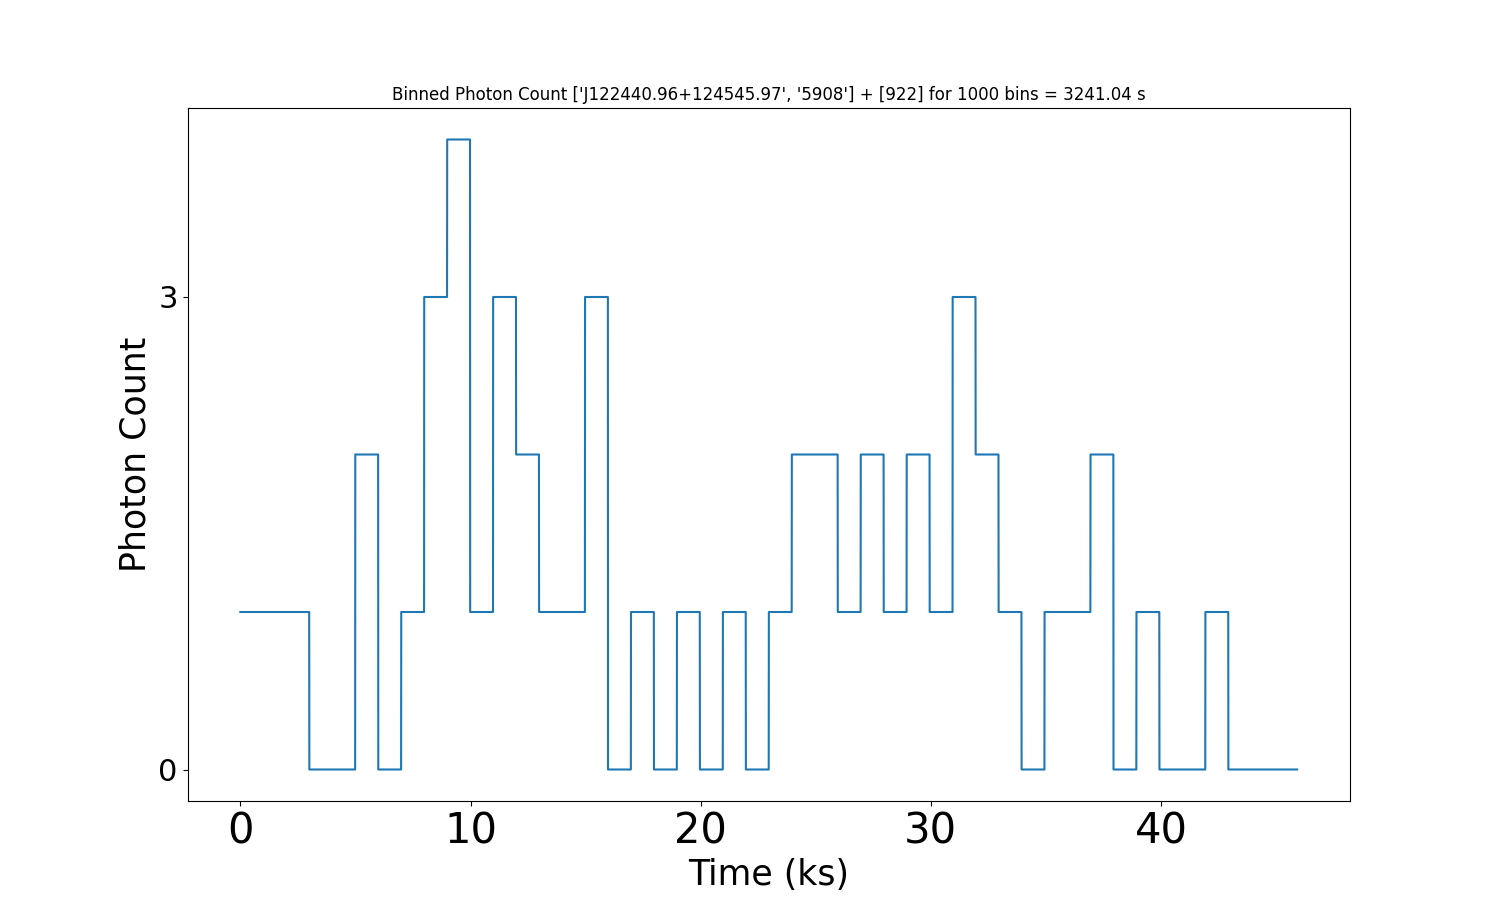 Binned Photon Count ['J122440.96+124545.97', '5908'] + [922] for 1000 bins = 3241.04 s
3
Photon Count
0
0 10 20 30 40
Time (ks)